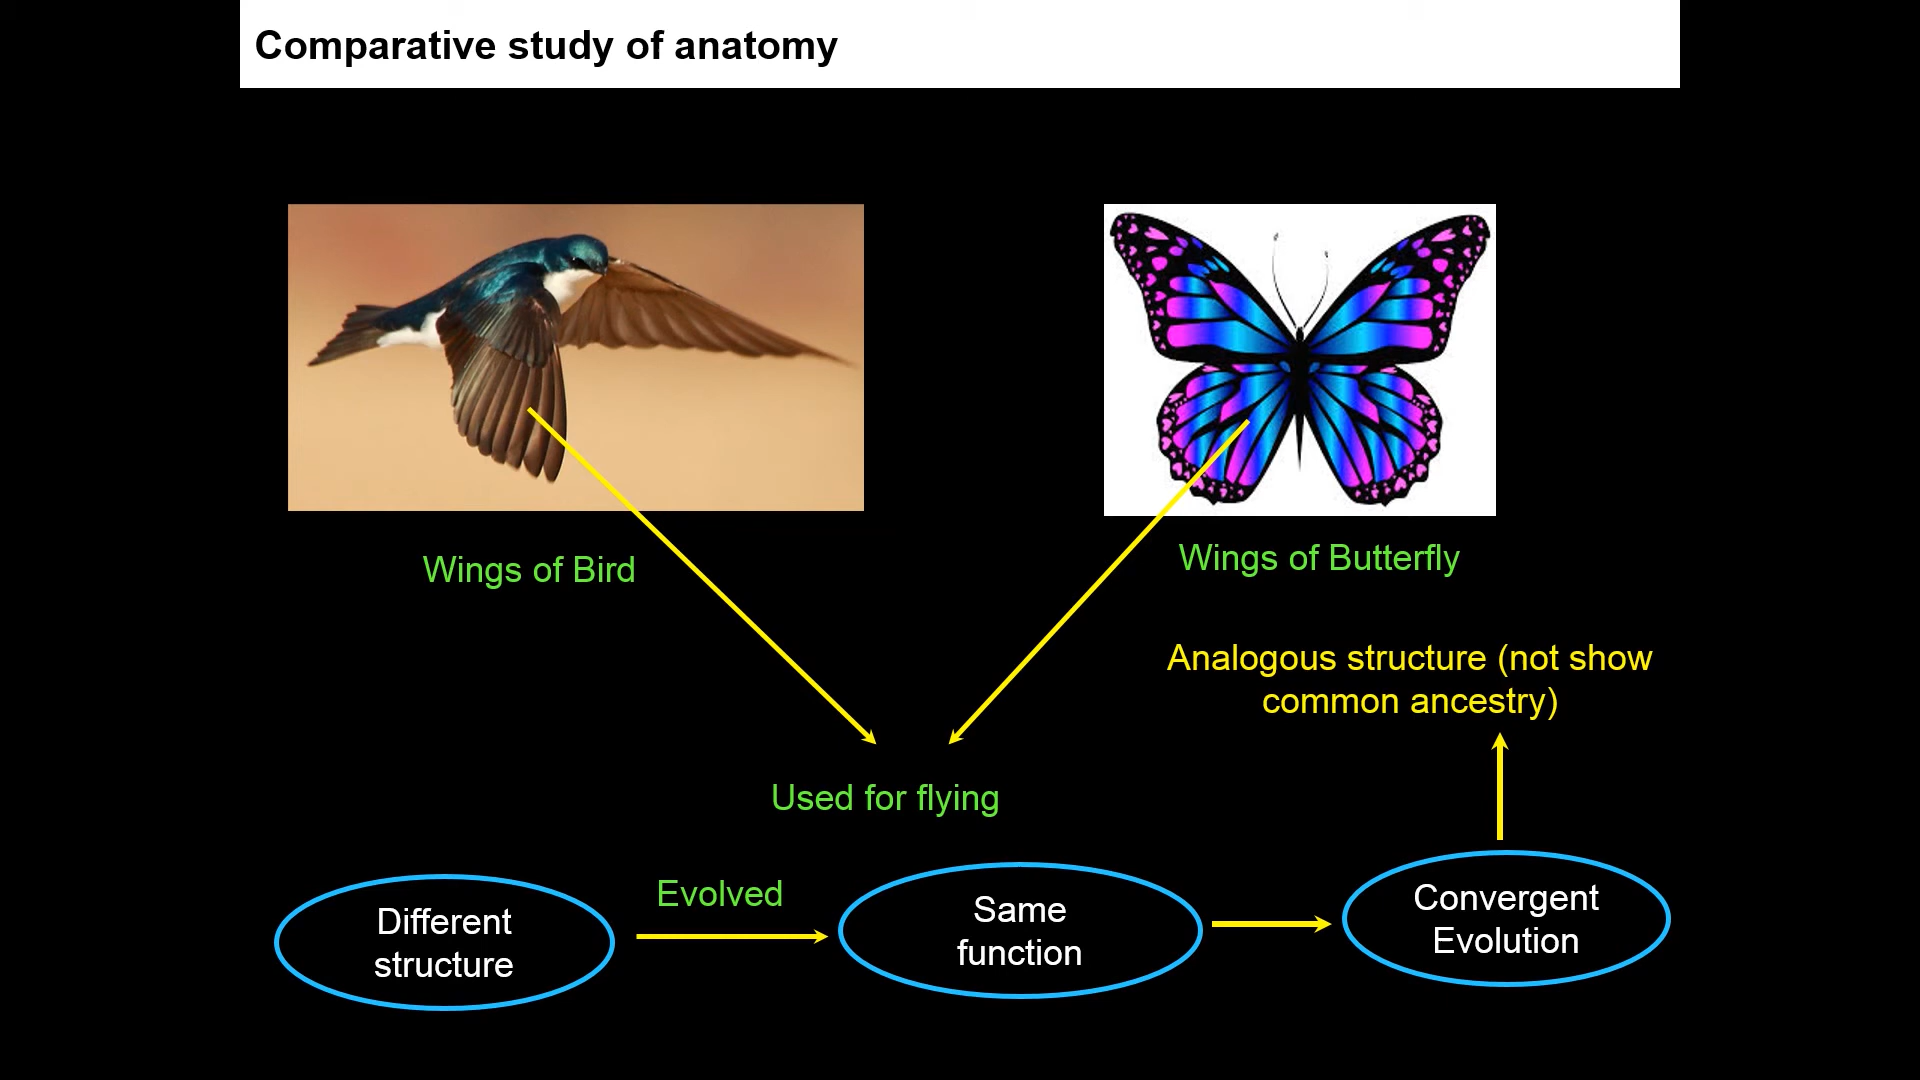 Comparative study of anatomy
Wings of Bird
Wings of Butterfly
Analogous structure (not show
common ancestry)
Used for flying
Different
structure
Evolved
Same
function
Convergent
Evolution